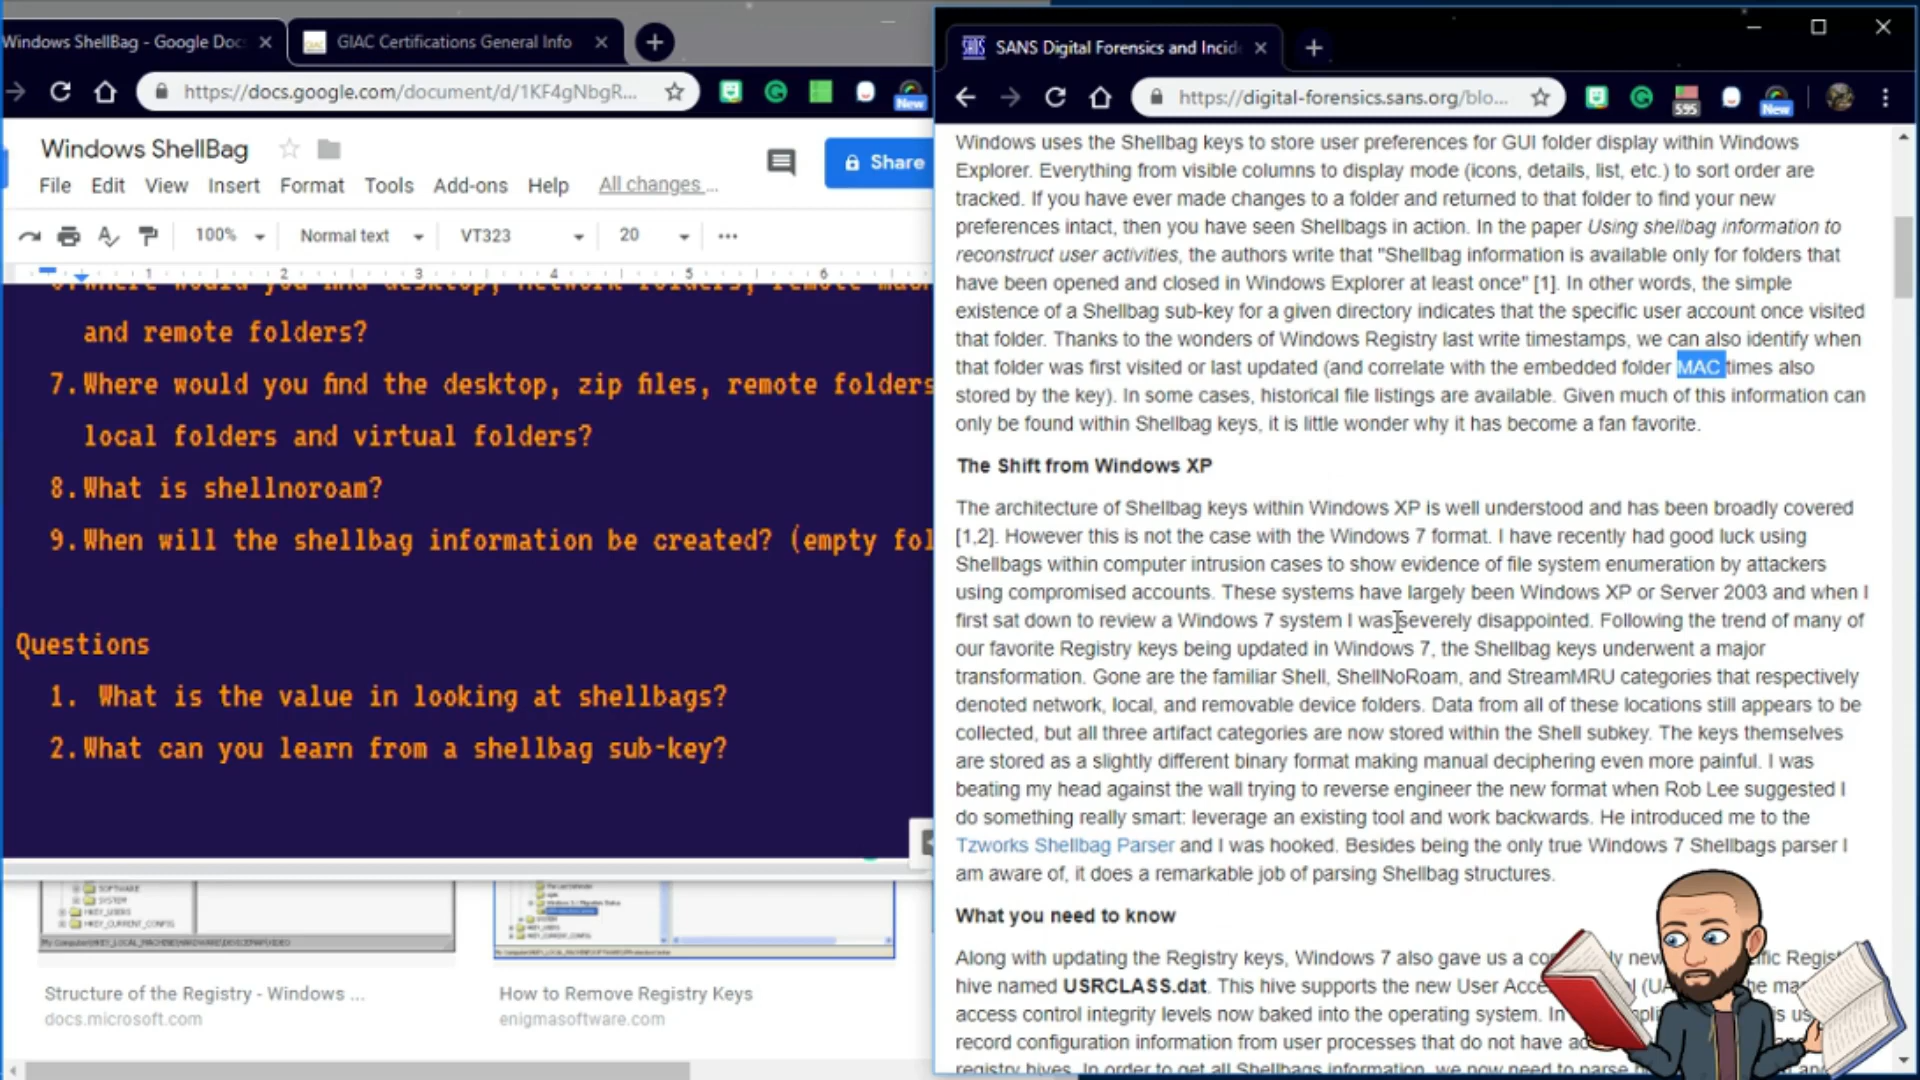 Windows ShellBag - Google Doc
GIAC Certifications General Info
https://docs.google.com/document/d/1KF4gNbgR...
New
Windows ShellBag
Share
File Edit View Insert Format Tools Add-ons Help All changes ...
100% Normal text VT323 20
1 2 3 4 5 6
and remote folders?
7. Where would you find the desktop, zip files, remote folders
local folders and virtual folders?
8. What is shellnoroam?
9. When will the shellbag information be created? (empty fol
Questions
1. What is the value in looking at shellbags?
2. What can you learn from a shellbag sub-key?
SOFTWARE
SYSTEM
HKEY_USERS
HKEY_CURRENT_CONFIG
Structure of the Registry - Windows ...
docs.microsoft.com
How to Remove Registry Keys
enigmasoftware.com
SANS Digital Forensics and Incid
https://digital-forensics.sans.org/blo...
595
New
Windows uses the Shellbag keys to store user preferences for GUI folder display within Windows
Explorer. Everything from visible columns to display mode (icons, details, list, etc.) to sort order are
tracked. If you have ever made changes to a folder and returned to that folder to find your new
preferences intact, then you have seen Shellbags in action. In the paper Using shellbag information to
reconstruct user activities, the authors write that "Shellbag information is available only for folders that
have been opened and closed in Windows Explorer at least once" [1]. In other words, the simple
existence of a Shellbag sub-key for a given directory indicates that the specific user account once visited
that folder. Thanks to the wonders of Windows Registry last write timestamps, we can also identify when
that folder was first visited or last updated (and correlate with the embedded folder MAC times also
stored by the key). In some cases, historical file listings are available. Given much of this information can
only be found within Shellbag keys, it is little wonder why it has become a fan favorite.
The Shift from Windows XP
The architecture of Shellbag keys within Windows XP is well understood and has been broadly covered
[1,2]. However this is not the case with the Windows 7 format. I have recently had good luck using
Shellbags within computer intrusion cases to show evidence of file system enumeration by attackers
using compromised accounts. These systems have largely been Windows XP or Server 2003 and when I
first sat down to review a Windows 7 system I was severely disappointed. Following the trend of many of
our favorite Registry keys being updated in Windows 7, the Shellbag keys underwent a major
transformation. Gone are the familiar Shell, ShellNoRoam, and StreamMRU categories that respectively
denoted network, local, and removable device folders. Data from all of these locations still appears to be
collected, but all three artifact categories are now stored within the Shell subkey. The keys themselves
are stored as a slightly different binary format making manual deciphering even more painful. I was
beating my head against the wall trying to reverse engineer the new format when Rob Lee suggested I
do something really smart: leverage an existing tool and work backwards. He introduced me to the
Tzworks Shellbag Parser and I was hooked. Besides being the only true Windows 7 Shellbags parser I
am aware of, it does a remarkable job of parsing Shellbag structures.
What you need to know
Along with updating the Registry keys, Windows 7 also gave us a
hive named USRCLASS.dat. This hive supports the new User
access control integrity levels now baked into the operating system. In
record configuration information from user processes that do not have
registry hives. In order to get all Shellbags information, we now need to parse